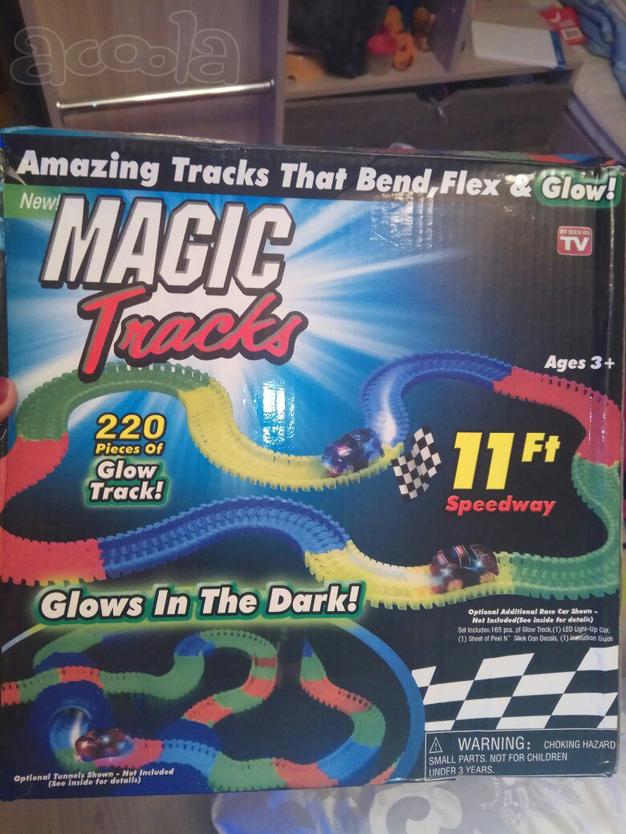 acoola
Amazing Tracks That Bend, Flex & Glow!
New!
MAGIC
Tracks
AS SEEN ON
TV
Ages 3+
220
Pieces Of
Glow
Track!
11 Ft
Speedway
Glows In The Dark!
Optional Additional Race Car Shown -
Not Included(See inside for details)
Set Includes:165 pcs. of Glow Track,(1) LED Light-Up Car,
(1) Sheet of Peel N' Stick Can Decals, (1) Instruction Guide
Optional Tunnels Shown - Not Included
(See inside for details)
WARNING: CHOKING HAZARD
SMALL PARTS. NOT FOR CHILDREN
UNDER 3 YEARS.